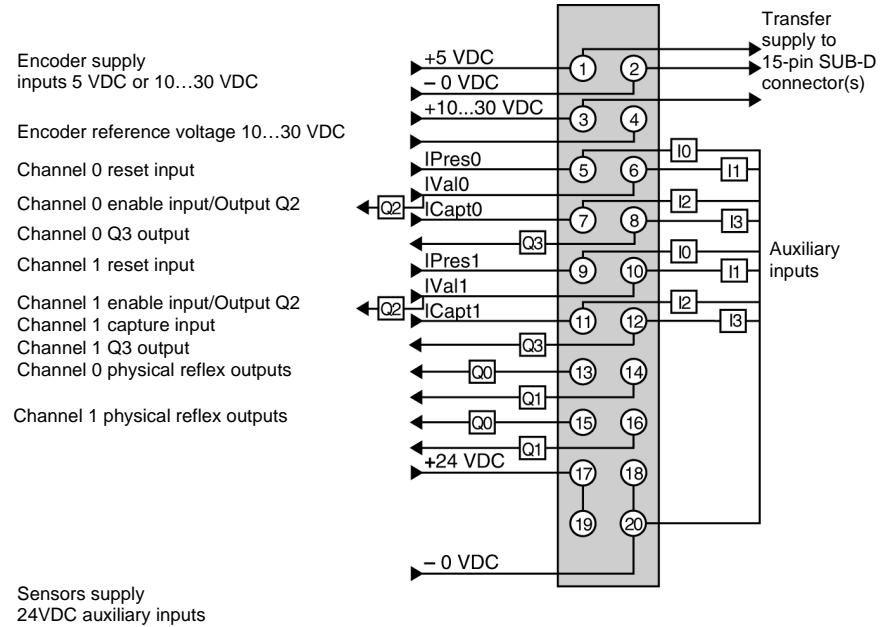 Transfer
supply to
15-pin SUB-D
connector(s)
Encoder supply
inputs 5 VDC or 10…30 VDC
+5 VDC
1
2
– 0 VDC
+10...30 VDC
3
4
Encoder reference voltage 10…30 VDC
Channel 0 reset input
IPres0
5
6
I0
I1
Channel 0 enable input/Output Q2
IVal0
Q2
ICapt0
7
8
I2
I3
Channel 0 Q3 output
Q3
Channel 1 reset input
IPres1
9
10
I0
I1
Auxiliary
inputs
Channel 1 enable input/Output Q2
IVal1
Q2
Channel 1 capture input
ICapt1
11
12
I2
I3
Channel 1 Q3 output
Q3
Channel 0 physical reflex outputs
Q0
13
14
Q1
Channel 1 physical reflex outputs
Q0
15
16
Q1
+24 VDC
17
18
19
20
– 0 VDC
Sensors supply
24VDC auxiliary inputs